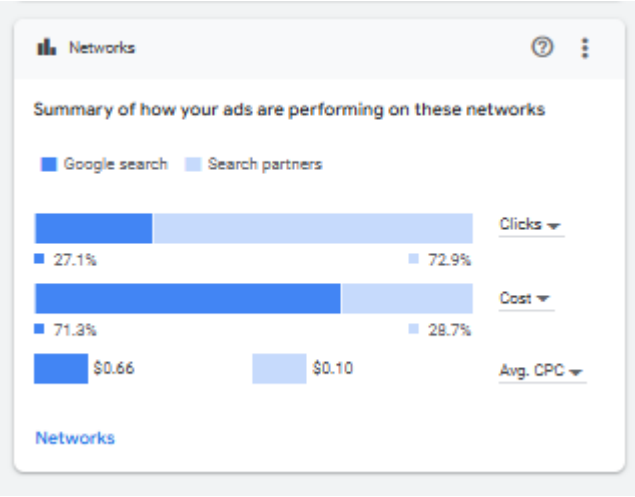 Networks
Summary of how your ads are performing on these networks
Google search Search partners
Clicks
27.1% 72.9%
Cost
71.3% 28.7%
$0.66 $0.10 Avg. CPC
Networks